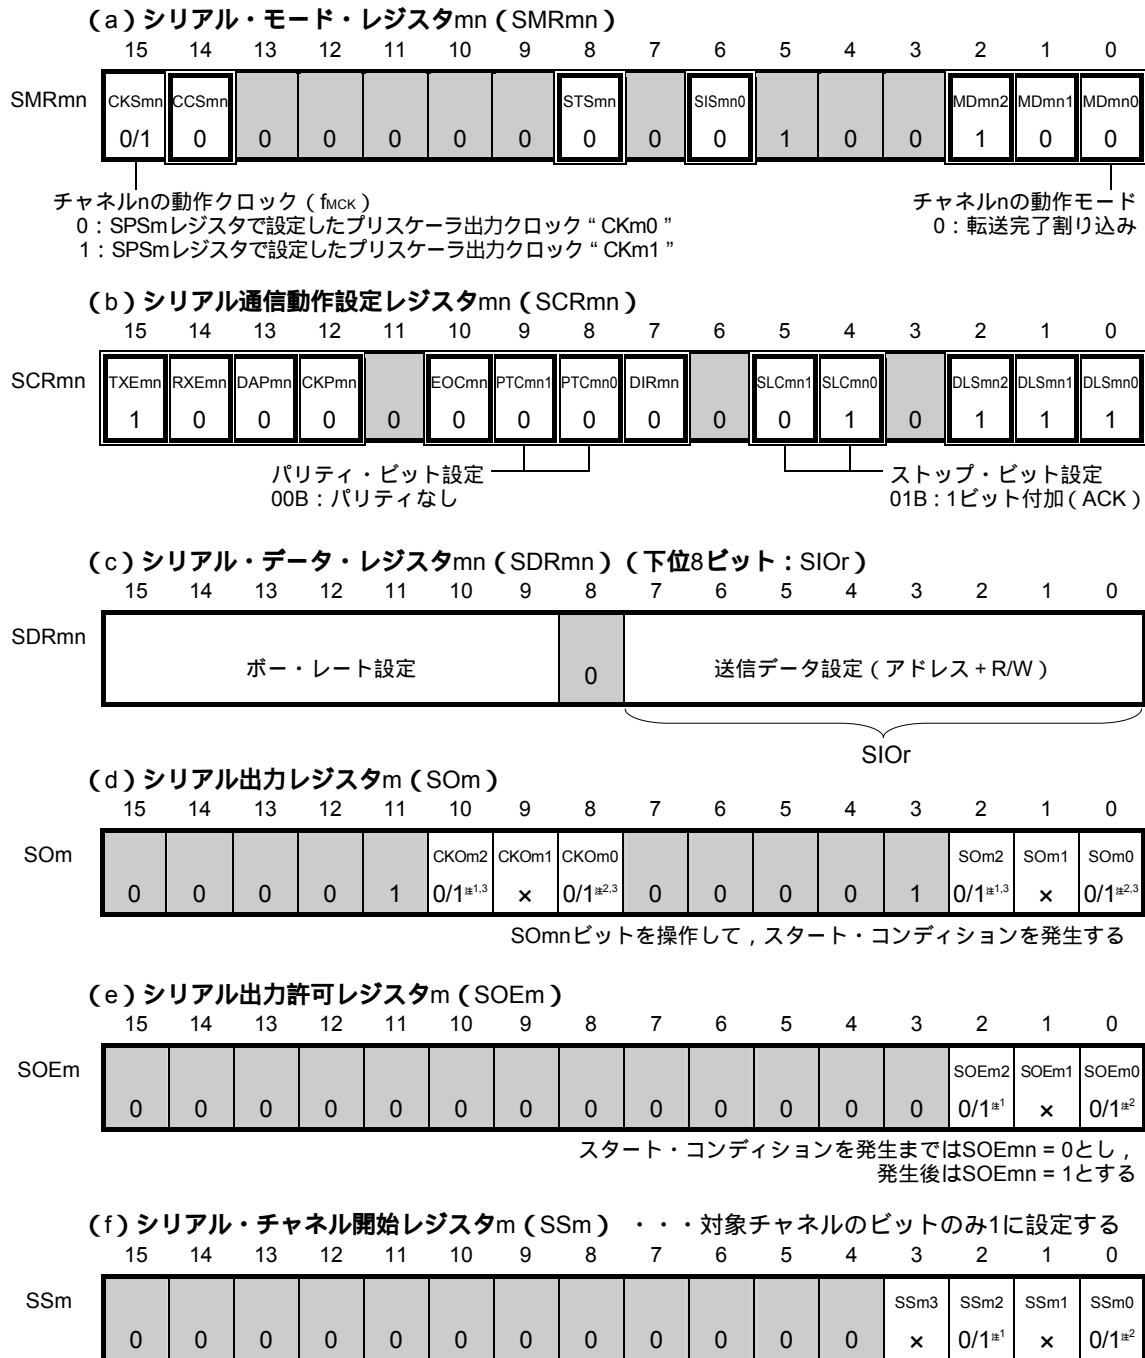 (a)シリアル・モード・レジスタmn(SMRmn)
15 14 13 12 11 10 9 8 7 6 5 4 3 2 1 0
SMRmn CKSmn CCSmn STSmn SISmn0 MDmn2 MDmn1 MDmn0
0/1 0 0 0 0 0 0 0 0 0 1 0 0 1 0 0
チャネルnの動作クロック(fMCK)
0:SPSmレジスタで設定したプリスケーラ出力クロック“CKm0”
1:SPSmレジスタで設定したプリスケーラ出力クロック“CKm1”
チャネルnの動作モード
0:転送完了割り込み
(b)シリアル通信動作設定レジスタmn(SCRmn)
15 14 13 12 11 10 9 8 7 6 5 4 3 2 1 0
SCRmn TXEmn RXEmn DAPmn CKPmn EOCmn PTCmn1 PTCmn0 DIRmn SLCmn1 SLCmn0 DLSmn2 DLSmn1 DLSmn0
1 0 0 0 0 0 0 0 0 0 0 1 0 1 1 1
パリティ・ビット設定
00B:パリティなし
ストップ・ビット設定
01B:1ビット付加(ACK)
(c)シリアル・データ・レジスタmn(SDRmn)(下位8ビット:SIOr)
15 14 13 12 11 10 9 8 7 6 5 4 3 2 1 0
SDRmn
ボー・レート設定 0 送信データ設定(アドレス+R/W)
SIOr
(d)シリアル出力レジスタm(SOm)
15 14 13 12 11 10 9 8 7 6 5 4 3 2 1 0
SOm CKOm2 CKOm1 CKOm0 SOm2 SOm1 SOm0
0 0 0 0 1 0/1注1,3 × 0/1注2,3 0 0 0 0 1 0/1注1,3 × 0/1注2,3
SOmnビットを操作して,スタート・コンディションを発生する
(e)シリアル出力許可レジスタm(SOEm)
15 14 13 12 11 10 9 8 7 6 5 4 3 2 1 0
SOEm SOEm2 SOEm1 SOEm0
0 0 0 0 0 0 0 0 0 0 0 0 0 0/1注1 × 0/1注2
スタート・コンディションを発生まではSOEmn = 0とし,
発生後はSOEmn = 1とする
(f)シリアル・チャネル開始レジスタm(SSm) ・・・対象チャネルのビットのみ1に設定する
15 14 13 12 11 10 9 8 7 6 5 4 3 2 1 0
SSm SSm3 SSm2 SSm1 SSm0
0 0 0 0 0 0 0 0 0 0 0 0 × 0/1注1 × 0/1注2